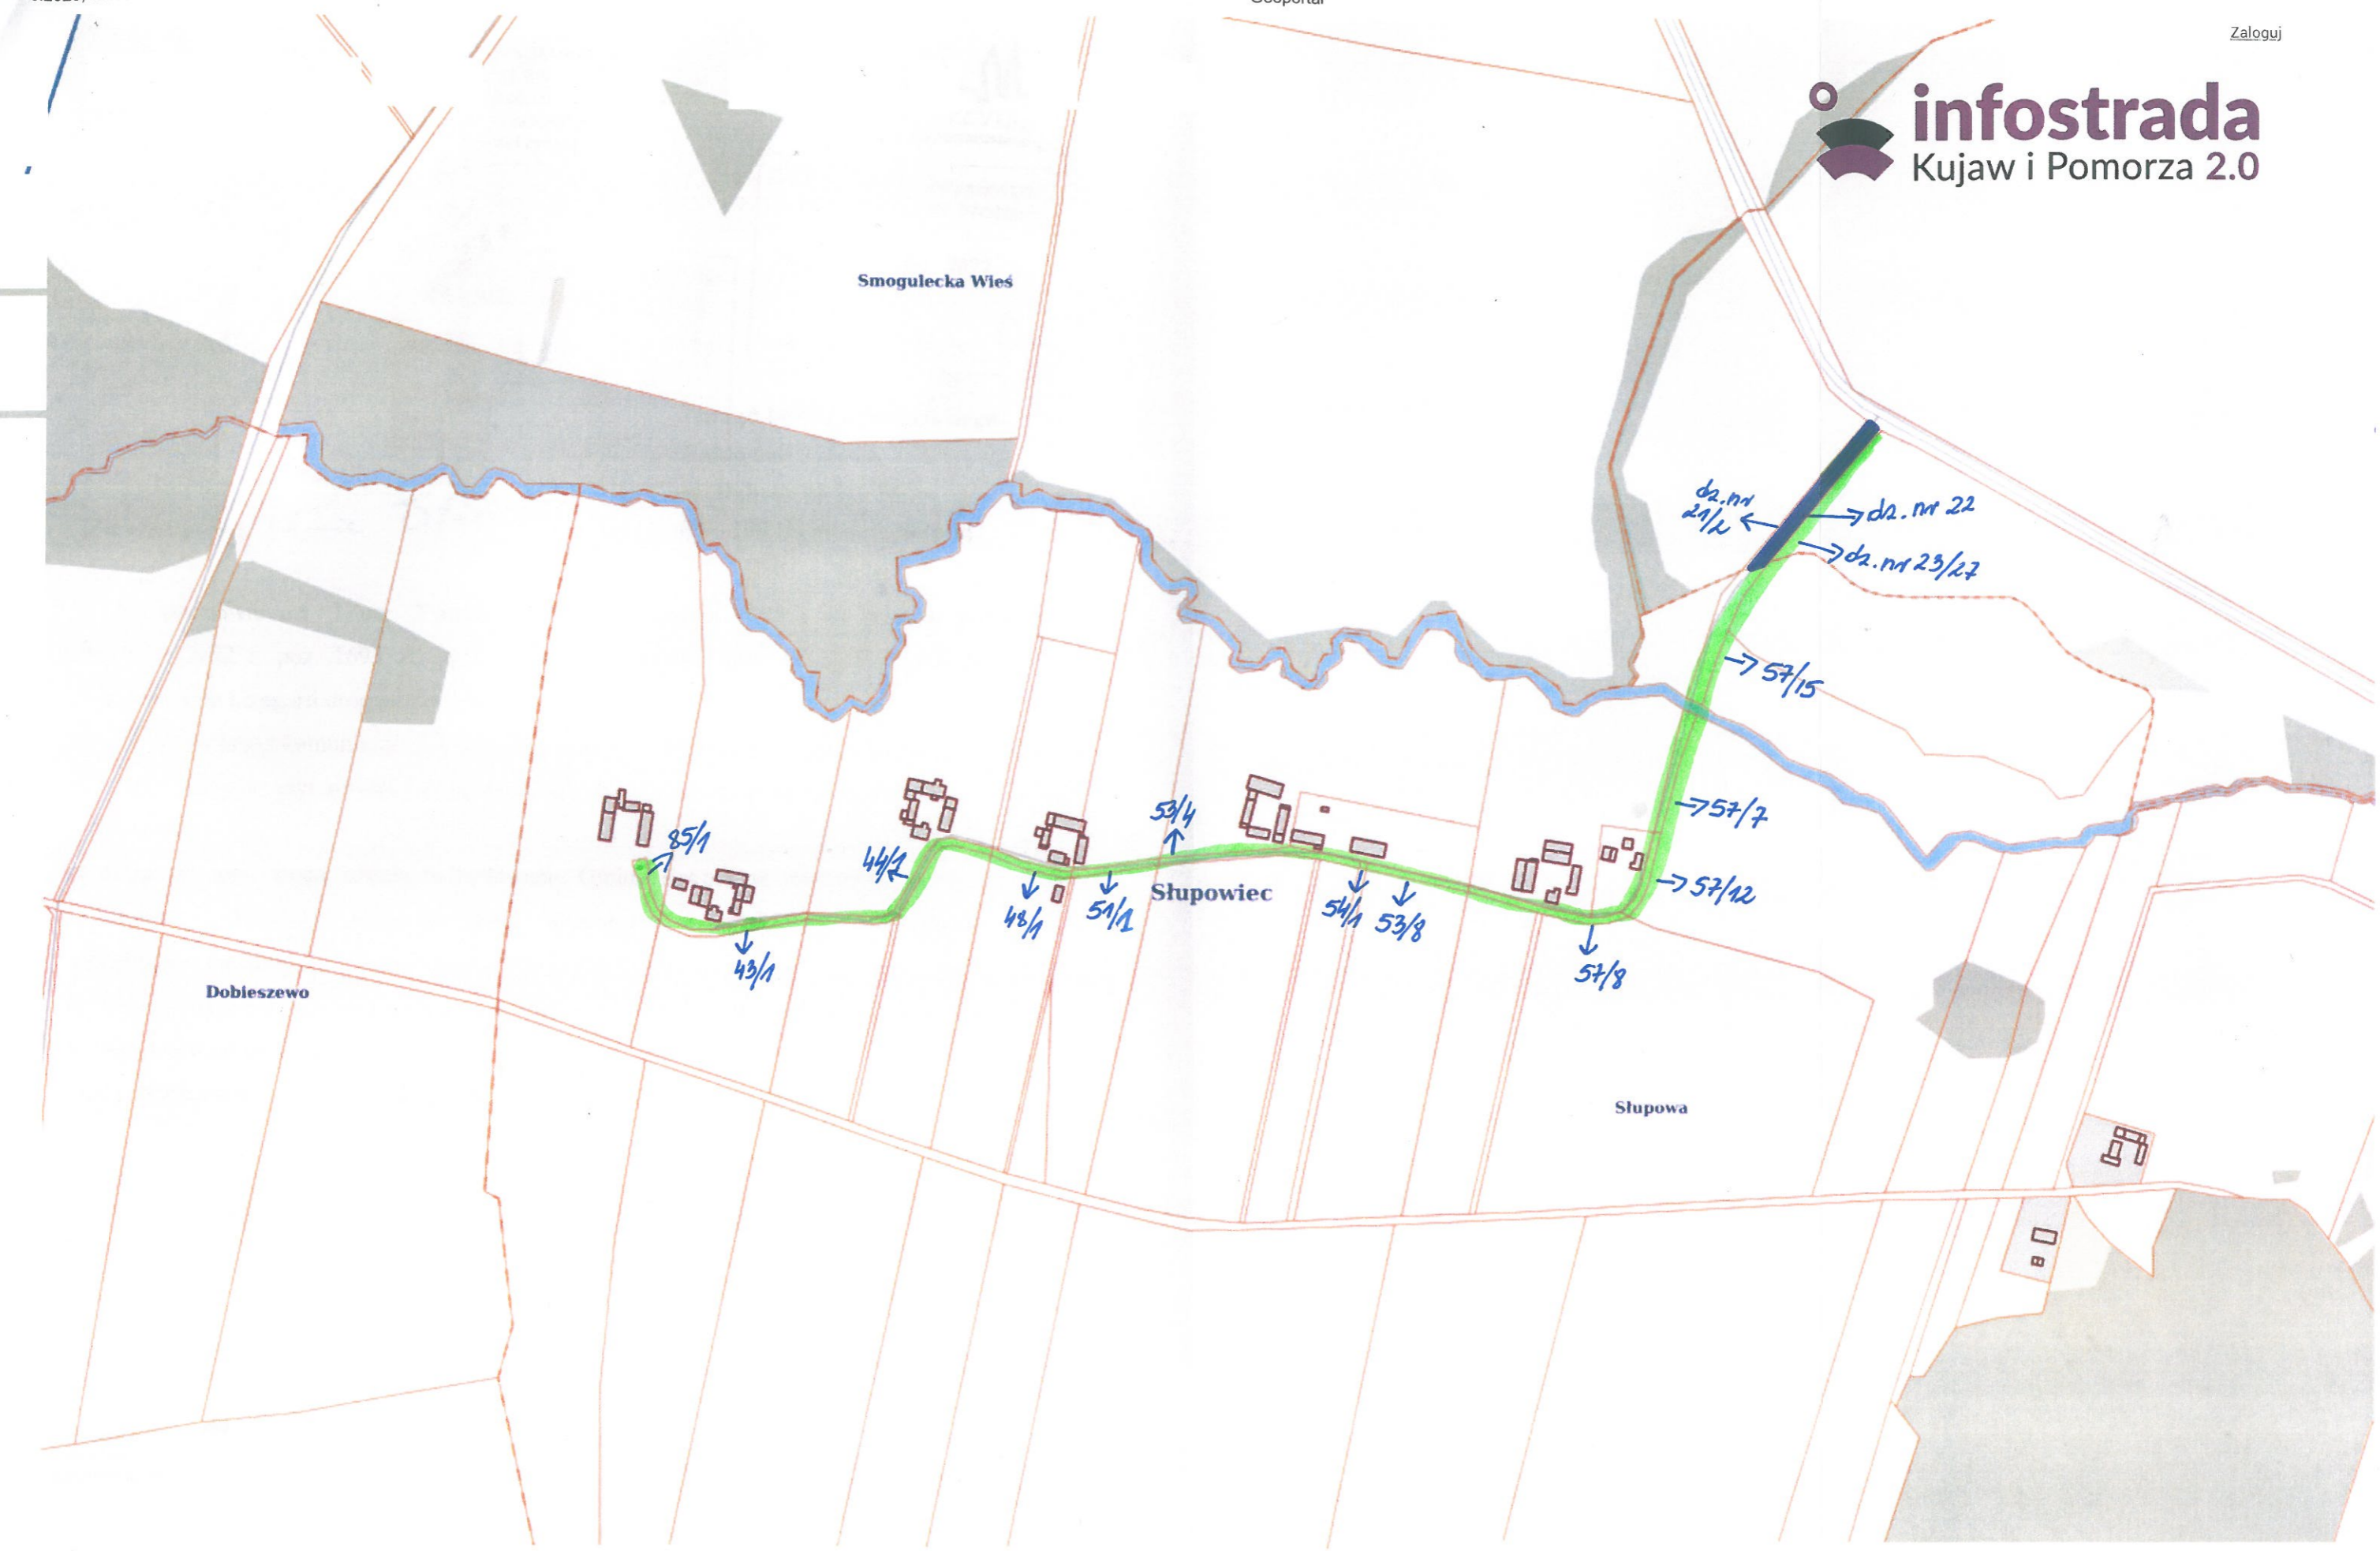 Zaloguj
infostrada
Kujaw i Pomorza 2.0
Smogulecka Wieś
dz. nr
21/2
dz. nr 22
dz. nr 23/27
57/15
57/7
53/4
85/1
57/12
48/1
51/1
Słupowiec
54/1
53/8
43/1
57/8
Dobieszewo
Słupowa